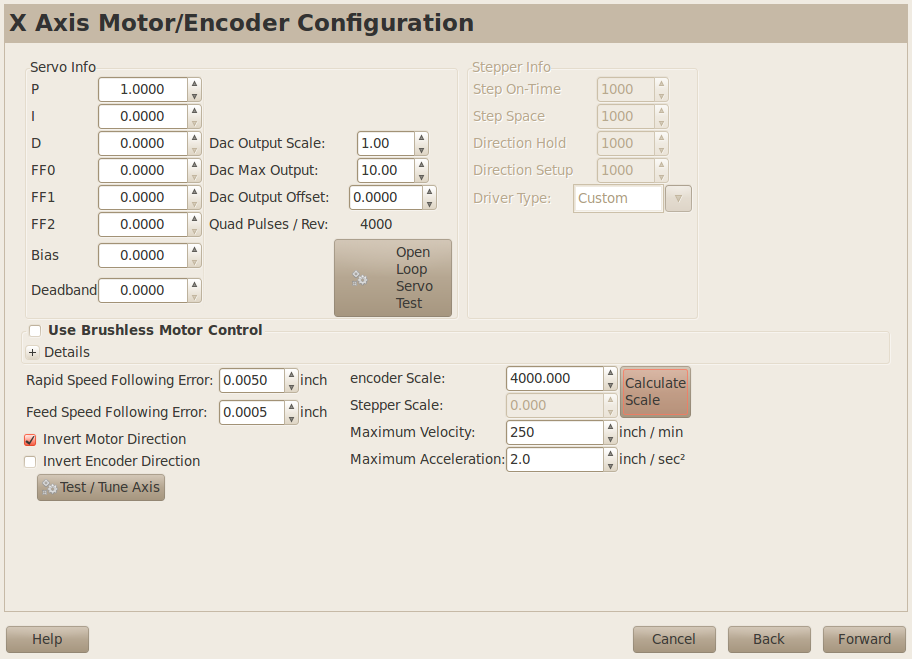 X Axis Motor/Encoder Configuration
Servo Info
P 1.0000
I 0.0000
D 0.0000 Dac Output Scale: 1.00
FF0 0.0000 Dac Max Output: 10.00
FF1 0.0000 Dac Output Offset: 0.0000
FF2 0.0000 Quad Pulses / Rev: 4000
Bias 0.0000
Deadband 0.0000
Open
Loop
Servo
Test
Stepper Info
Step On-Time 1000
Step Space 1000
Direction Hold 1000
Direction Setup 1000
Driver Type: Custom
Use Brushless Motor Control
Details
Rapid Speed Following Error: 0.0050 inch
Feed Speed Following Error: 0.0005 inch
Invert Motor Direction
Invert Encoder Direction
Test / Tune Axis
encoder Scale: 4000.000
Stepper Scale: 0.000
Calculate
Scale
Maximum Velocity: 250 inch / min
Maximum Acceleration: 2.0 inch / sec²
Help Cancel Back Forward